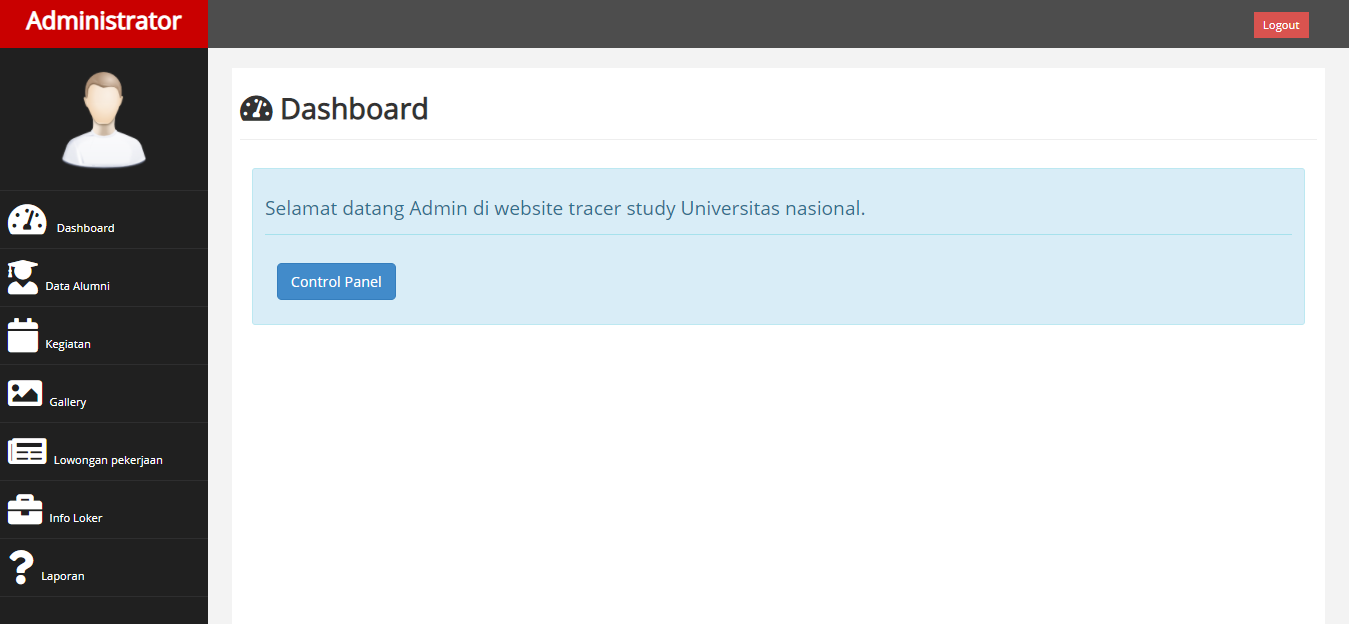 Administrator
Logout
Dashboard
Selamat datang Admin di website tracer study Universitas nasional.
Control Panel
Dashboard
Data Alumni
Kegiatan
Gallery
Lowongan pekerjaan
Info Loker
Laporan